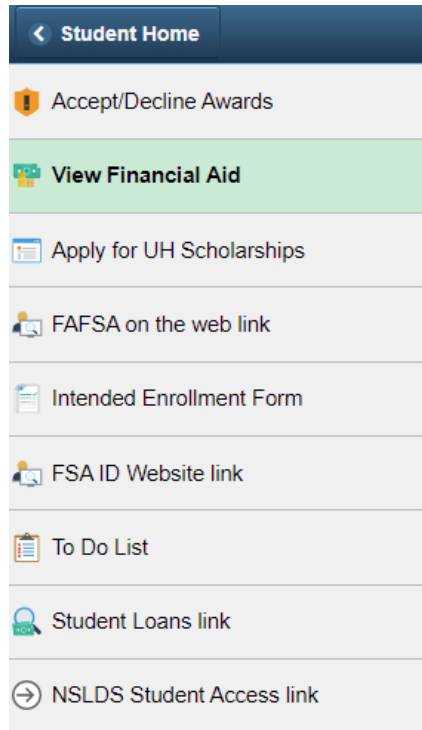 Student Home
Accept/Decline Awards
View Financial Aid
Apply for UH Scholarships
FAFSA on the web link
Intended Enrollment Form
FSA ID Website link
To Do List
Student Loans link
NSLDS Student Access link